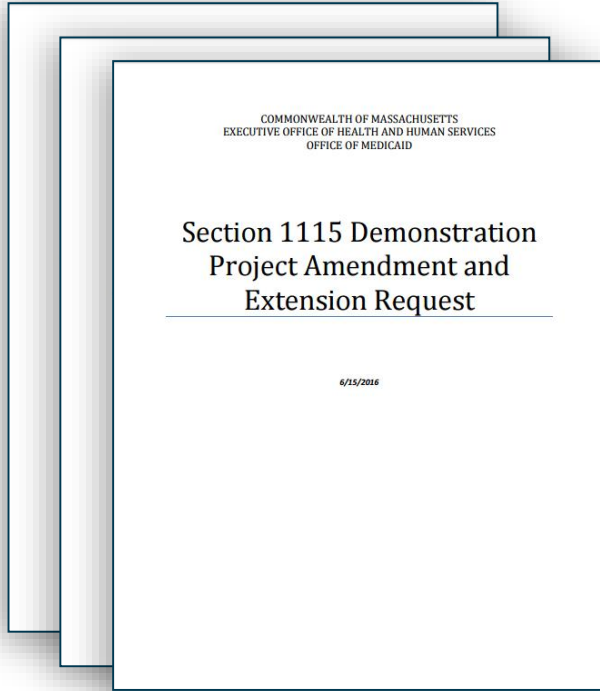 COMMONWEALTH OF MASSACHUSETTS
EXECUTIVE OFFICE OF HEALTH AND HUMAN SERVICES
OFFICE OF MEDICAID
Section 1115 Demonstration
Project Amendment and
Extension Request
6/15/2016